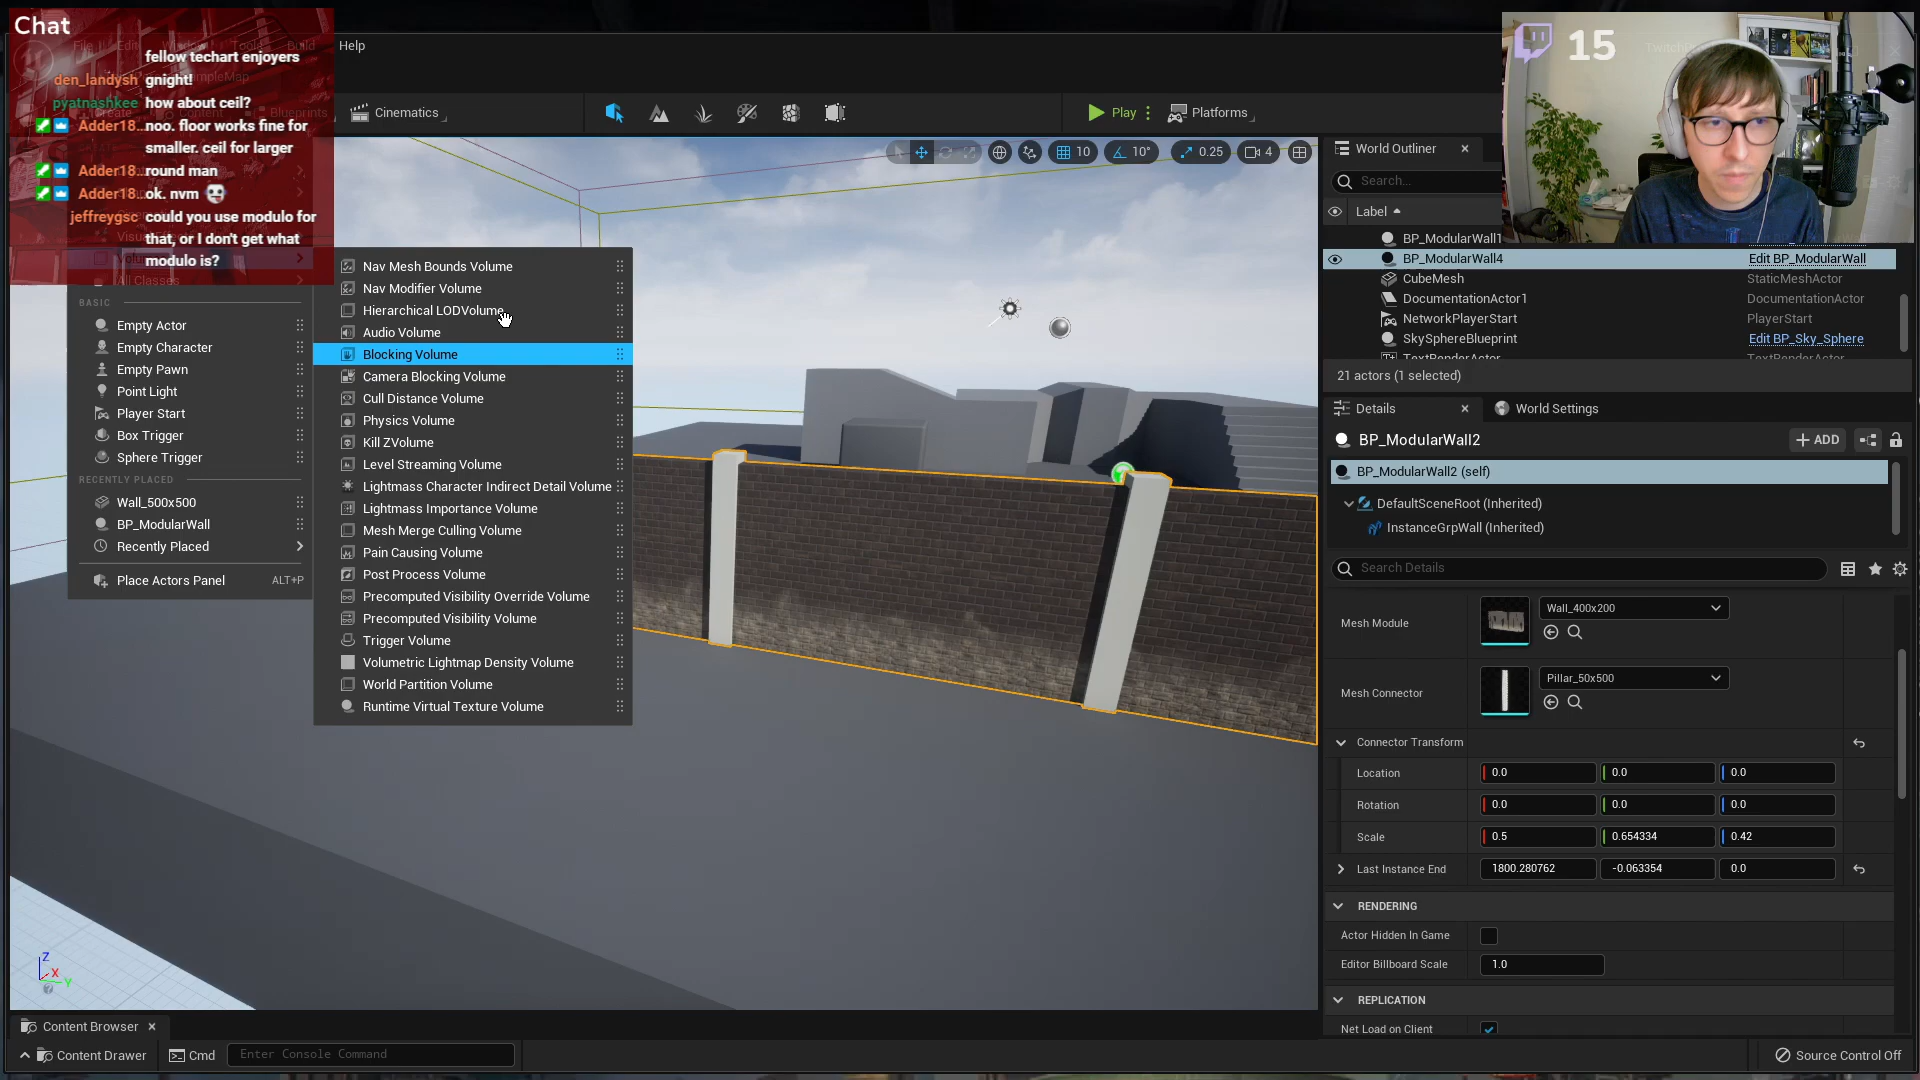 Chat
Help
fellow techart enjoyers
den_landysh gnight!
pyatnashkee how about ceil?
Adder18... noo. floor works fine for
smaller. ceil for larger
Adder18... round man
Adder18... ok. nvm
jeffreygsc could you use modulo for
that, or I don't get what
modulo is?
15
Cinematics
Play
Platforms
10
10°
0.25
4
World Outliner
Search...
Label
BP_ModularWall1
BP_ModularWall4 Edit BP_ModularWall
CubeMesh StaticMeshActor
DocumentationActor1 DocumentationActor
NetworkPlayerStart PlayerStart
SkySphereBlueprint Edit BP_Sky_Sphere
TextRenderActor TextRenderActor
21 actors (1 selected)
All Classes
BASIC
Empty Actor
Empty Character
Empty Pawn
Point Light
Player Start
Box Trigger
Sphere Trigger
RECENTLY PLACED
Wall_500x500
BP_ModularWall
Recently Placed
Place Actors Panel ALT+P
Nav Mesh Bounds Volume
Nav Modifier Volume
Hierarchical LODVolume
Audio Volume
Blocking Volume
Camera Blocking Volume
Cull Distance Volume
Physics Volume
Kill ZVolume
Level Streaming Volume
Lightmass Character Indirect Detail Volume
Lightmass Importance Volume
Mesh Merge Culling Volume
Pain Causing Volume
Post Process Volume
Precomputed Visibility Override Volume
Precomputed Visibility Volume
Trigger Volume
Volumetric Lightmap Density Volume
World Partition Volume
Runtime Virtual Texture Volume
Details
World Settings
BP_ModularWall2
ADD
BP_ModularWall2 (self)
DefaultSceneRoot (Inherited)
InstanceGrpWall (Inherited)
Search Details
Mesh Module
Wall_400x200
Mesh Connector
Pillar_50x500
Connector Transform
Location 0.0 0.0 0.0
Rotation 0.0 0.0 0.0
Scale 0.5 0.654334 0.42
Last Instance End 1800.280762 -0.063354 0.0
RENDERING
Actor Hidden In Game
Editor Billboard Scale 1.0
REPLICATION
Net Load on Client
Z
X
Y
Content Browser
Content Drawer
Cmd
Enter Console Command
Source Control Off